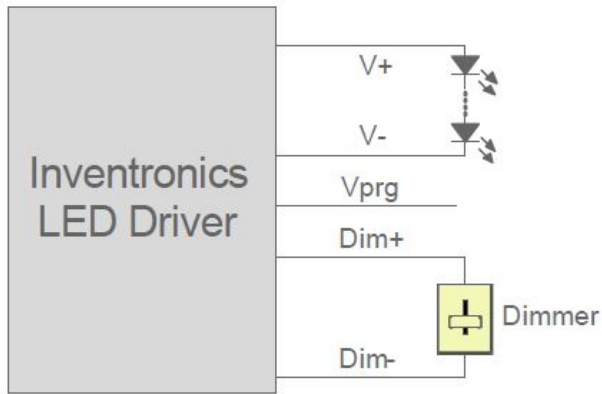 Inventronics
LED Driver
V+
V-
Vprg
Dim+
Dimmer
Dim-